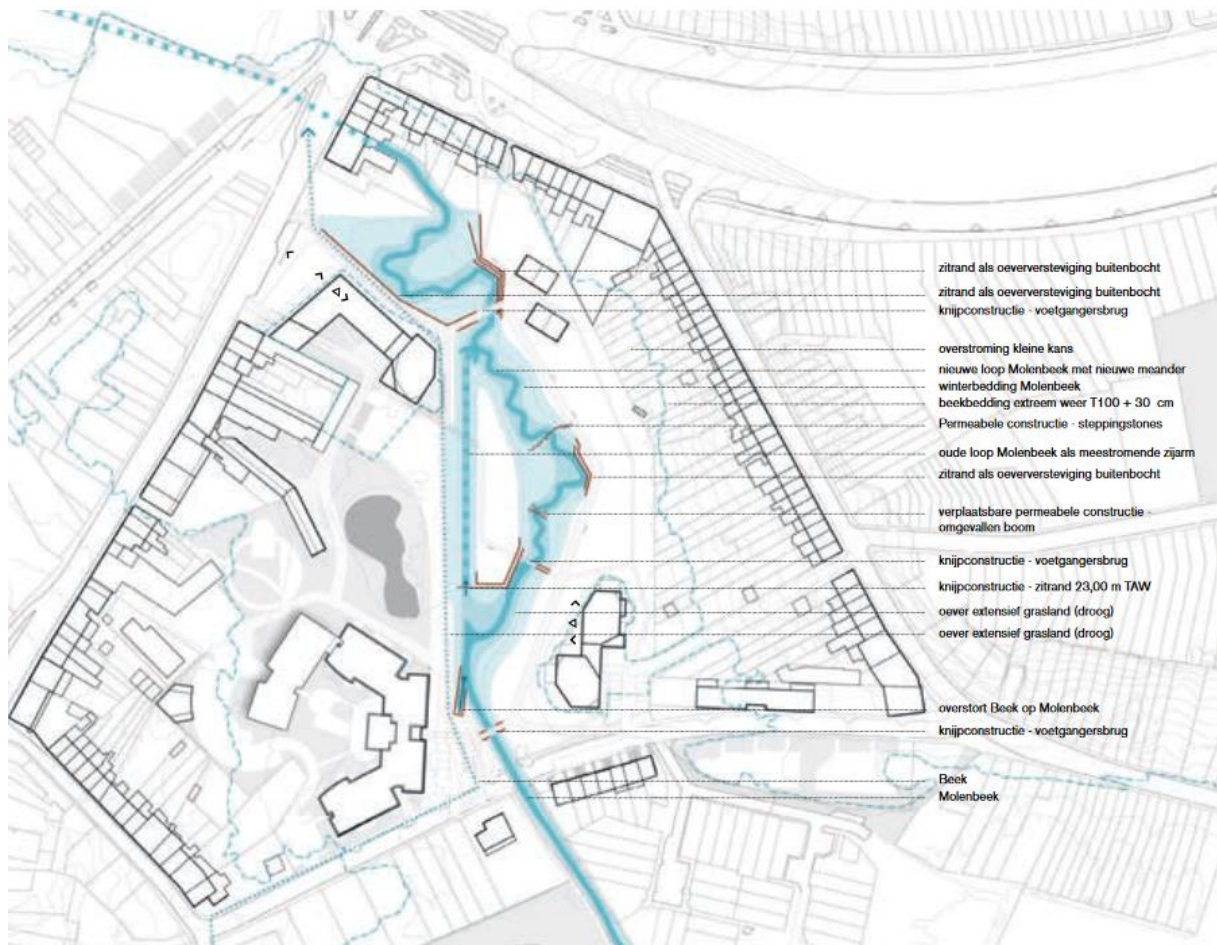 zitrand als oeverversteviging buitenbocht
zitrand als oeverversteviging buitenbocht
knijpconstructie - voetgangersbrug
overstroming kleine kans
nieuwe loop Molenbeek met nieuwe meander
winterbedding Molenbeek
beekbedding extreem weer T100 + 30 cm
Permeabele constructie - steppingstones
oude loop Molenbeek als meestromende zijarm
zitrand als oeverversteviging buitenbocht
verplaatsbare permeabele constructie -
omgevallen boom
knijpconstructie - voetgangersbrug
knijpconstructie - zitrand 23,00 m TAW
oever extensief grasland (droog)
oever extensief grasland (droog)
overstort Beek op Molenbeek
knijpconstructie - voetgangersbrug
Beek
Molenbeek